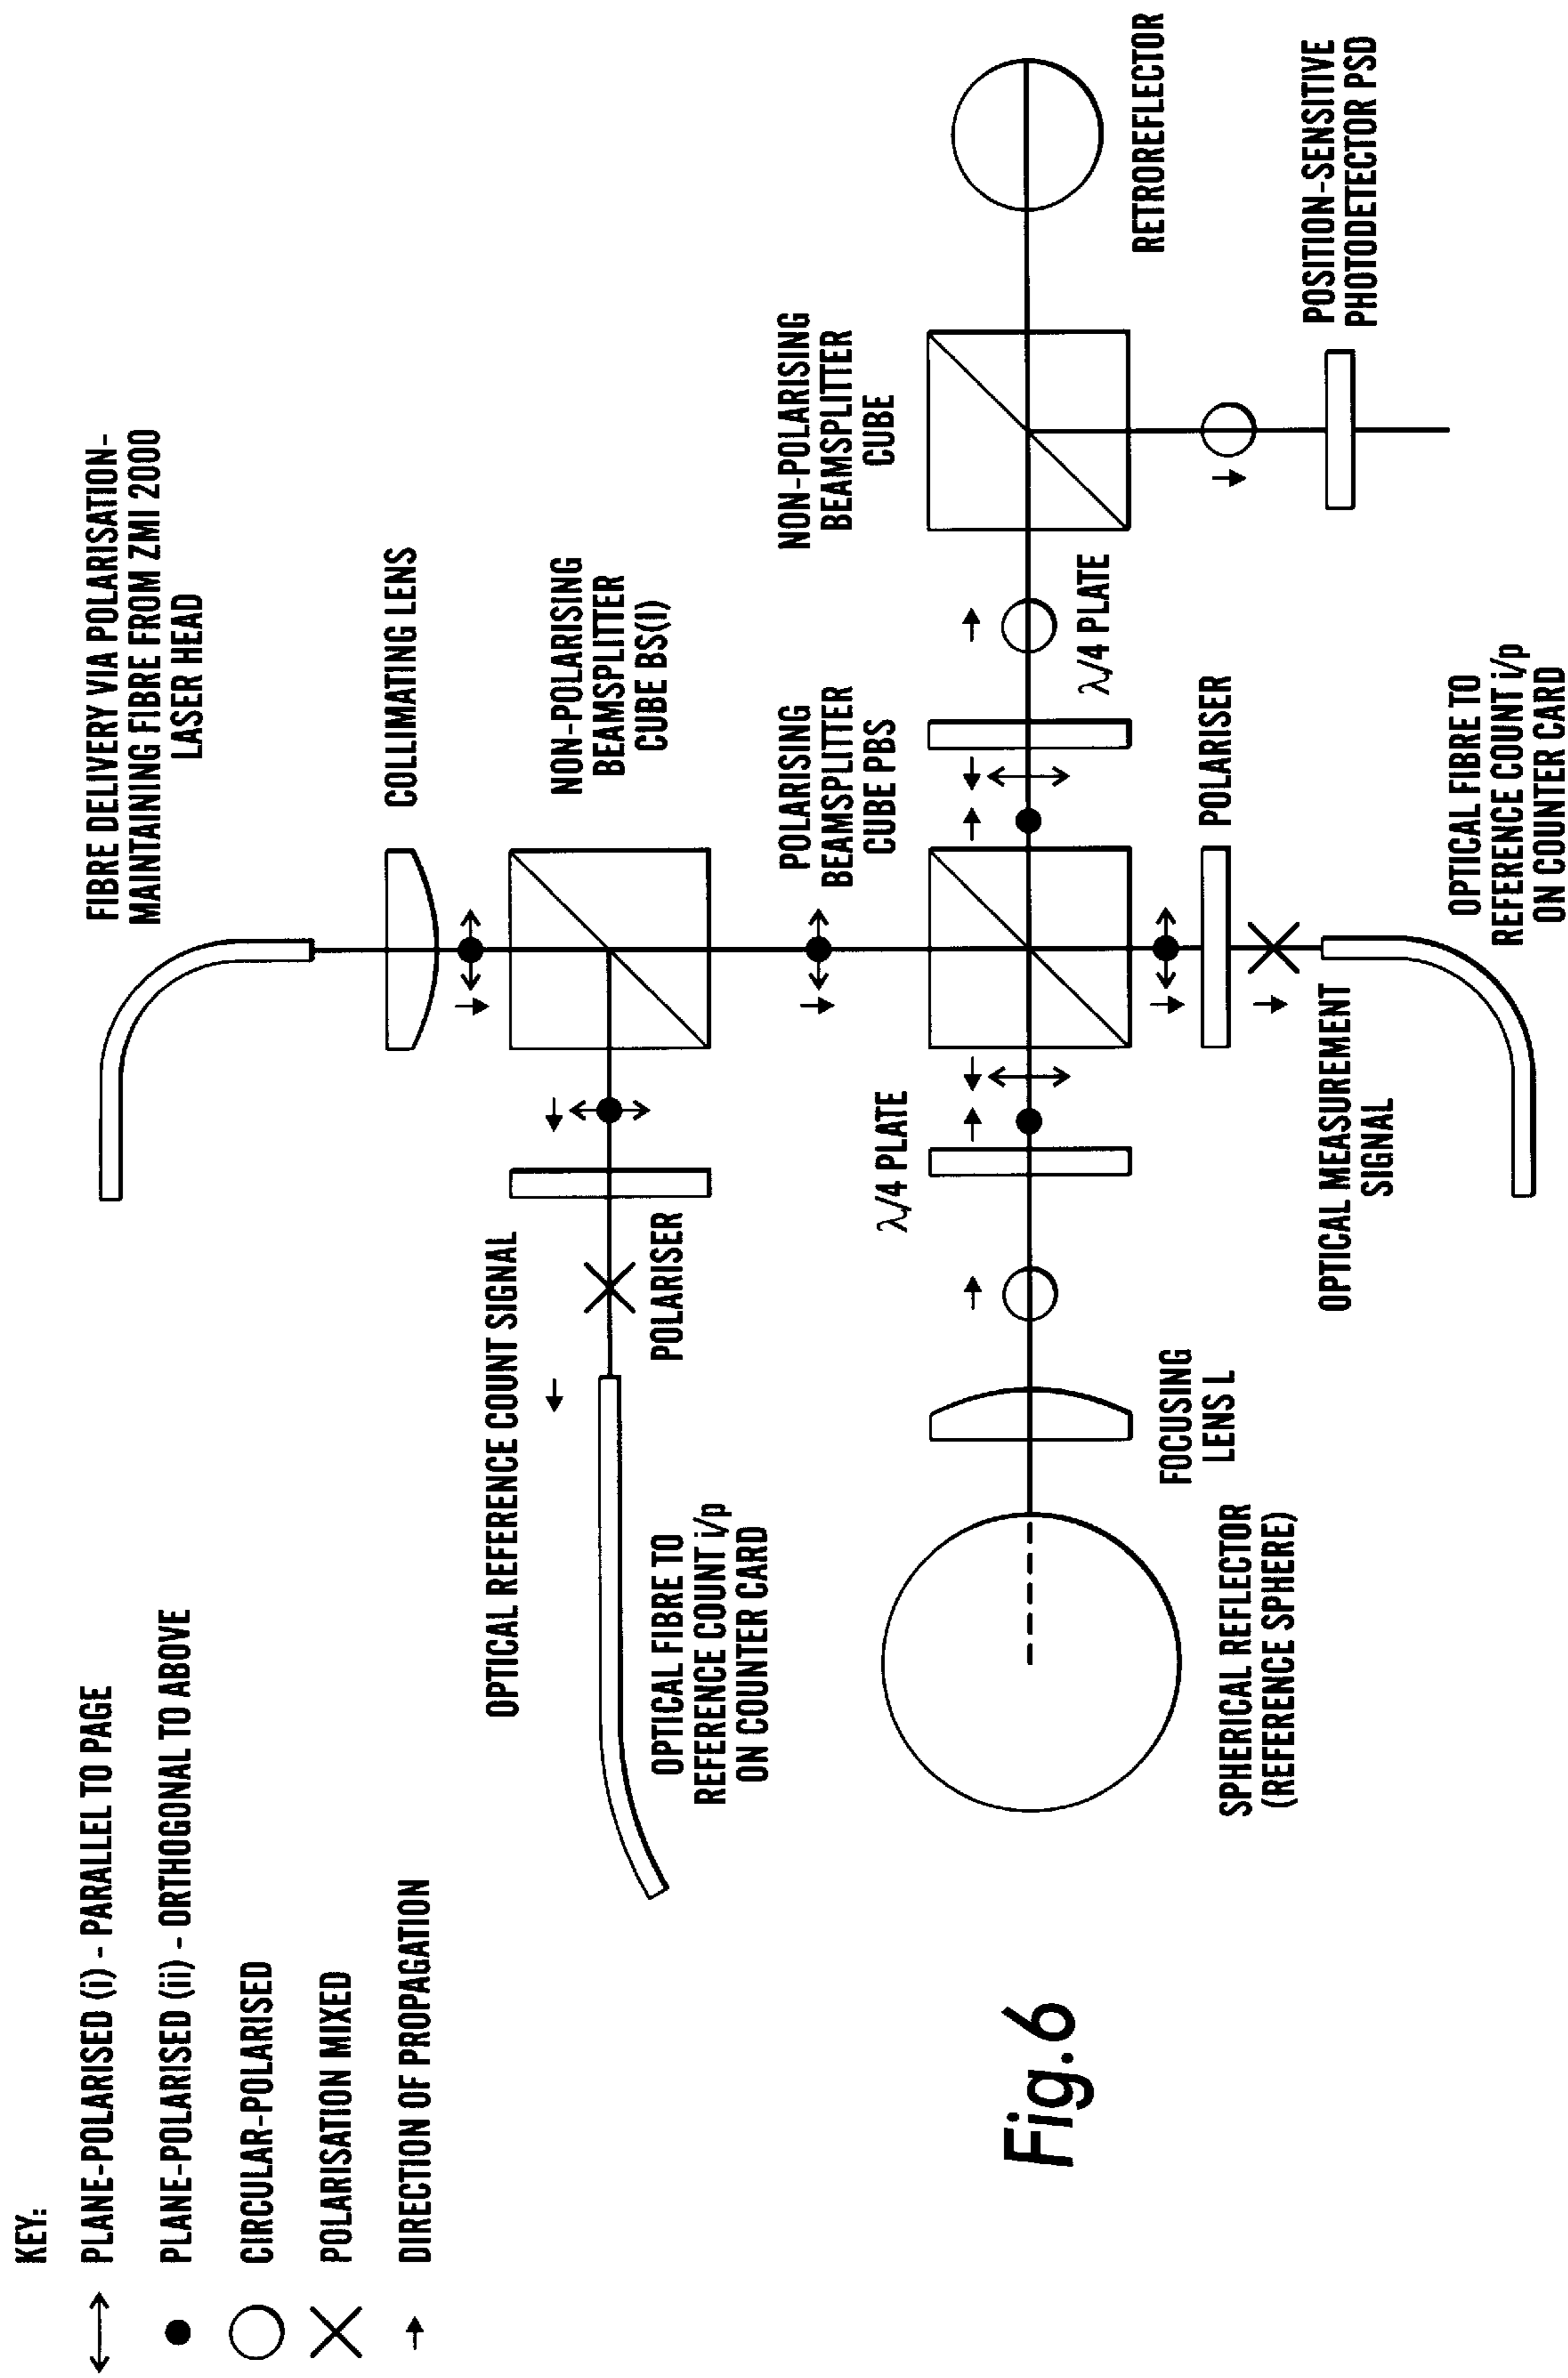 KEY:
PLANE-POLARISED (i) - PARALLEL TO PAGE
PLANE-POLARISED (ii) - ORTHOGONAL TO ABOVE
CIRCULAR-POLARISED
POLARISATION MIXED
DIRECTION OF PROPAGATION
FIBRE DELIVERY VIA POLARISATION-
MAINTAINING FIBRE FROM ZMI 2000
LASER HEAD
COLLIMATING LENS
NON-POLARISING
BEAMSPLITTER
CUBE BS(I)
OPTICAL REFERENCE COUNT SIGNAL
POLARISER
OPTICAL FIBRE TO
REFERENCE COUNT i/p
ON COUNTER CARD
POLARISING
BEAMSPLITTER
CUBE PBS
NON-POLARISING
BEAMSPLITTER
CUBE
λ/4 PLATE
λ/4 PLATE
RETROREFLECTOR
SPHERICAL REFLECTOR
(REFERENCE SPHERE)
FOCUSING
LENS L
POLARISER
POSITION-SENSITIVE
PHOTODETECTOR PSD
OPTICAL MEASUREMENT
SIGNAL
OPTICAL FIBRE TO
REFERENCE COUNT i/p
ON COUNTER CARD
Fig.6